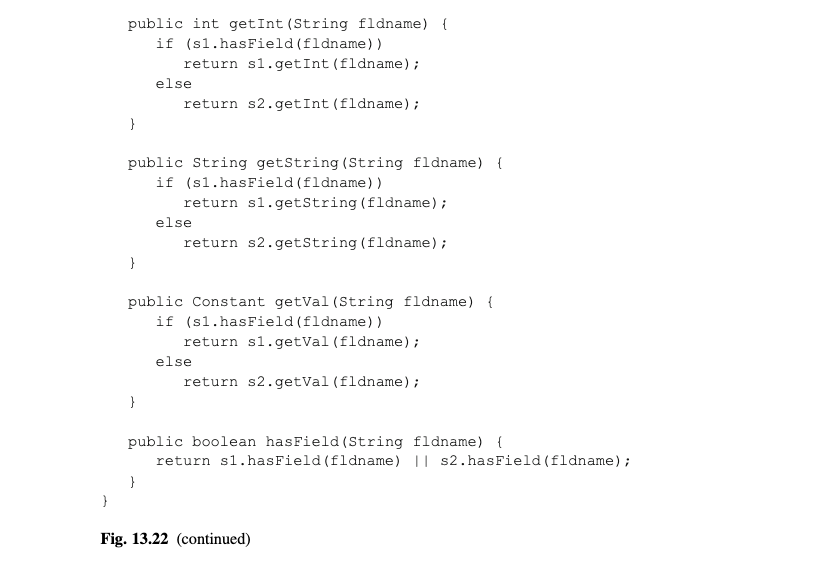 public int getInt(String fldname) {
if (s1.hasField(fldname))
return s1.getInt(fldname);
else
return s2.getInt(fldname);
}
public String getString(String fldname) {
if (s1.hasField(fldname))
return s1.getString(fldname);
else
return s2.getString(fldname);
}
public Constant getVal(String fldname) {
if (s1.hasField(fldname))
return s1.getVal(fldname);
else
return s2.getVal(fldname);
}
public boolean hasField(String fldname) {
return s1.hasField(fldname) || s2.hasField(fldname);
}
}
Fig. 13.22 (continued)